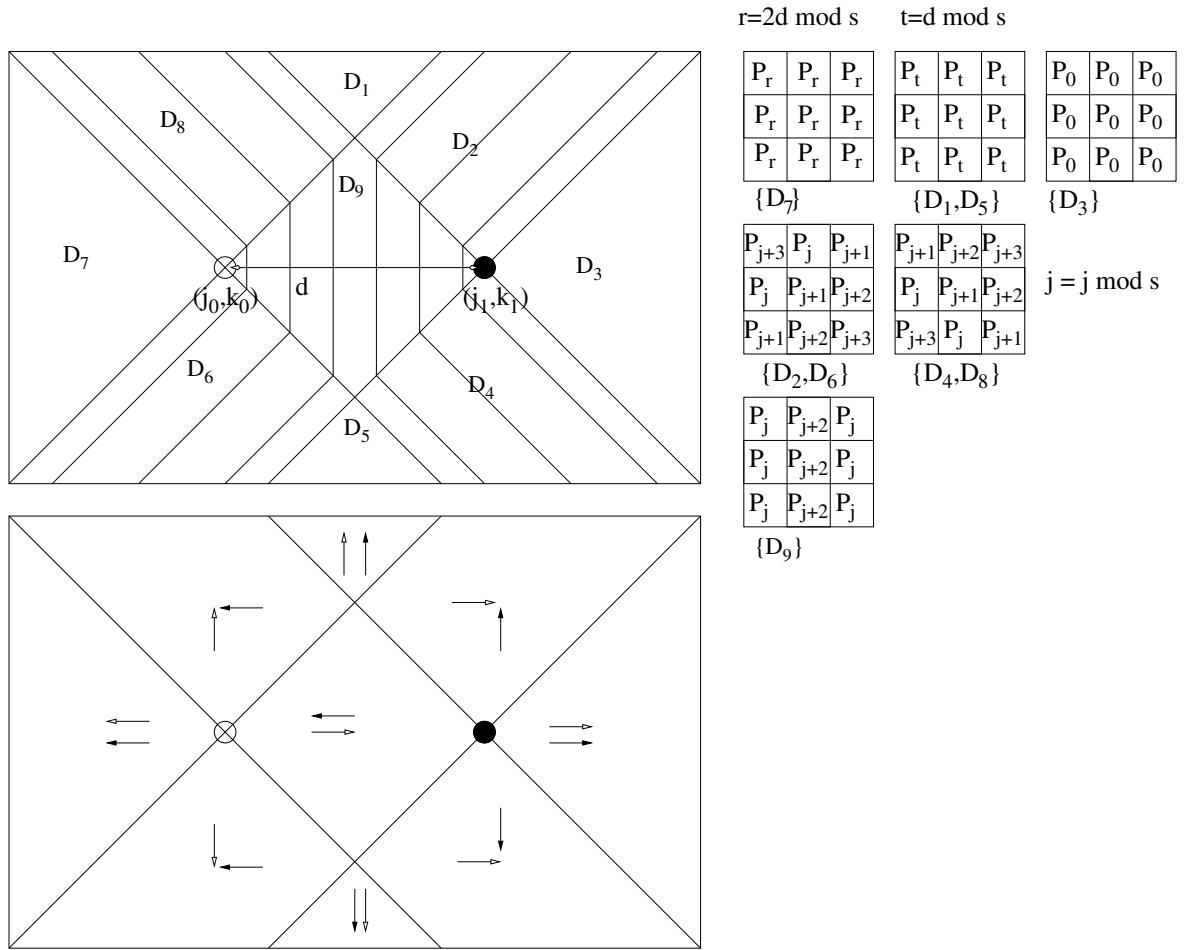 r=2d mod s t=d mod s
D₁
D₈
D₂
D₉
D₇
D₃
d
(j₀,k₀)
(j₁,k₁)
D₆
D₄
D₅
Pᵣ Pᵣ Pᵣ
Pᵣ Pᵣ Pᵣ
Pᵣ Pᵣ Pᵣ
{D₇}
Pₜ Pₜ Pₜ
Pₜ Pₜ Pₜ
Pₜ Pₜ Pₜ
{D₁,D₅}
P₀ P₀ P₀
P₀ P₀ P₀
P₀ P₀ P₀
{D₃}
Pⱼ₊₃ Pⱼ Pⱼ₊₁
Pⱼ Pⱼ₊₁ Pⱼ₊₂
Pⱼ₊₁ Pⱼ₊₂ Pⱼ₊₃
{D₂,D₆}
Pⱼ₊₁ Pⱼ₊₂ Pⱼ₊₃
Pⱼ Pⱼ₊₁ Pⱼ₊₂
Pⱼ₊₃ Pⱼ Pⱼ₊₁
{D₄,D₈}
j = j mod s
Pⱼ Pⱼ₊₂ Pⱼ
Pⱼ Pⱼ₊₂ Pⱼ
Pⱼ Pⱼ₊₂ Pⱼ
{D₉}